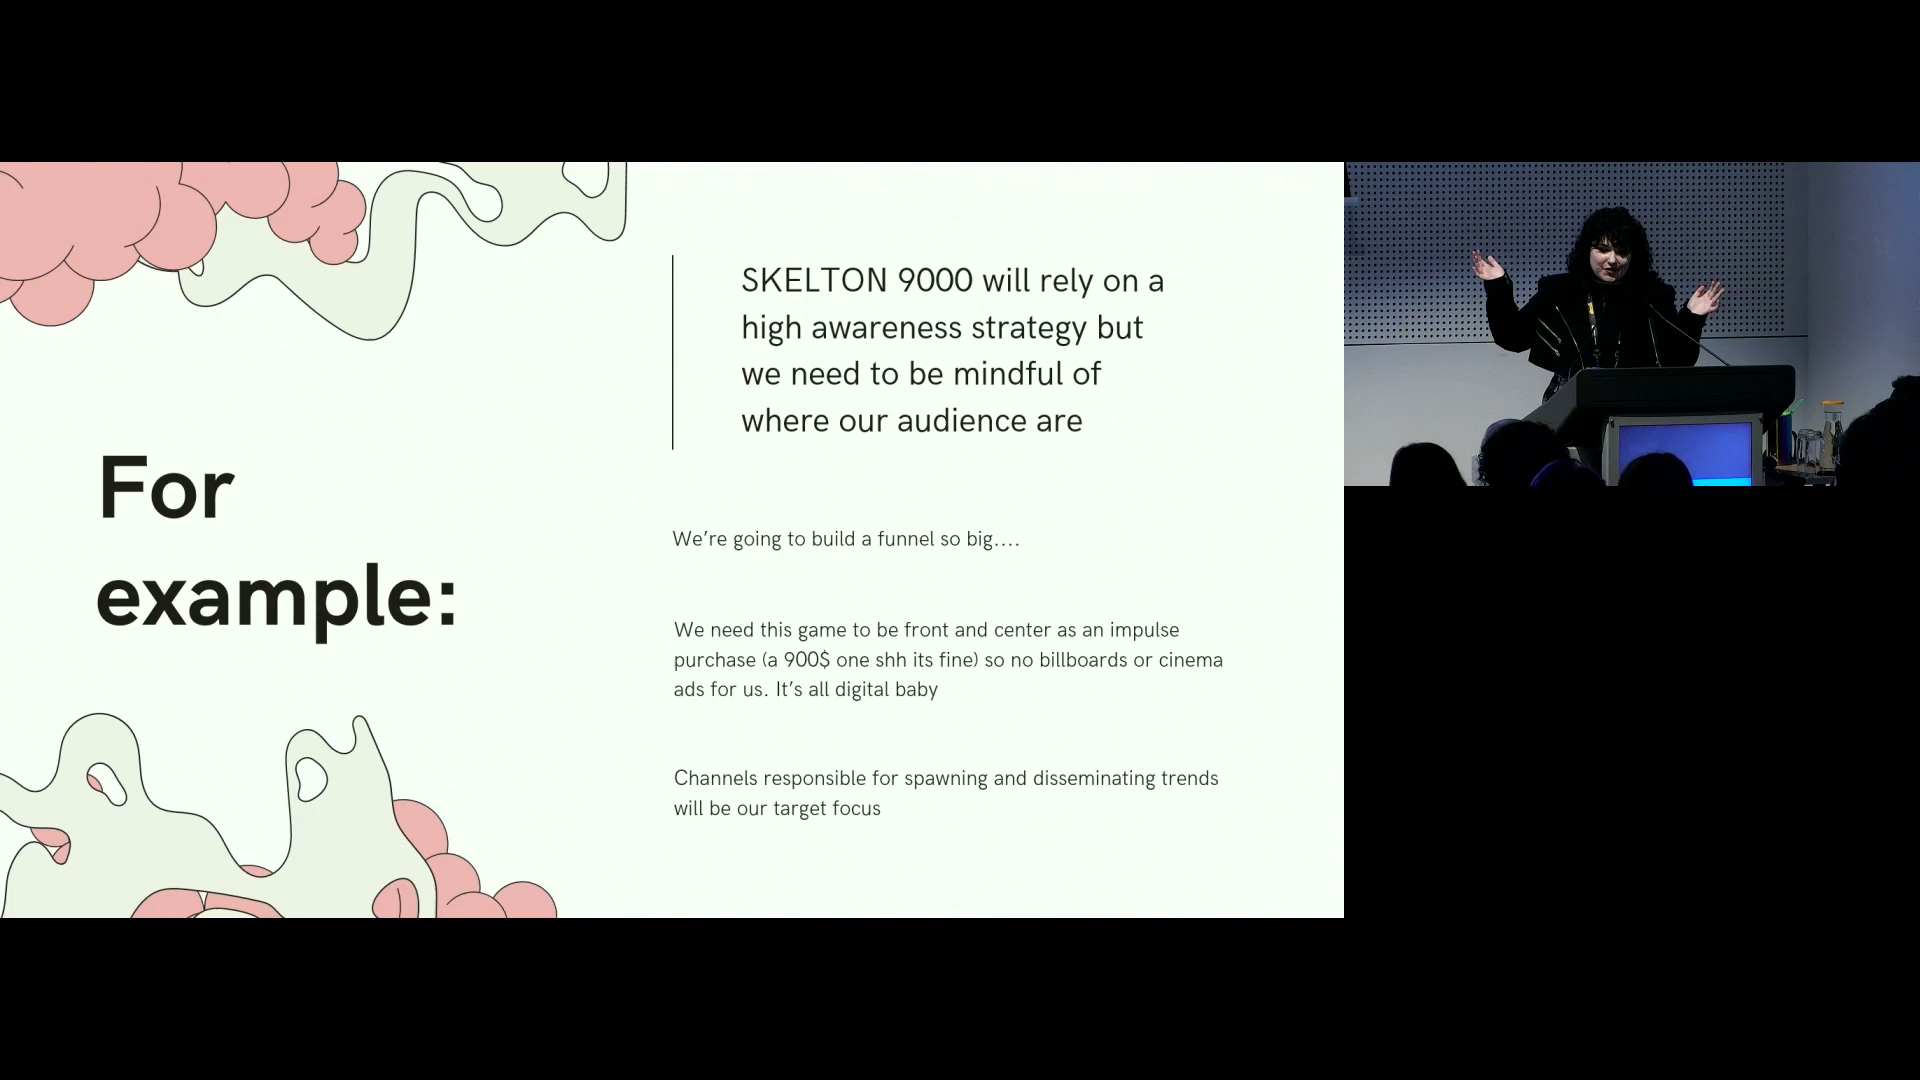 For
example:
SKELTON 9000 will rely on a
high awareness strategy but
we need to be mindful of
where our audience are
We’re going to build a funnel so big....
We need this game to be front and center as an impulse
purchase (a 900$ one shh its fine) so no billboards or cinema
ads for us. It’s all digital baby
Channels responsible for spawning and disseminating trends
will be our target focus